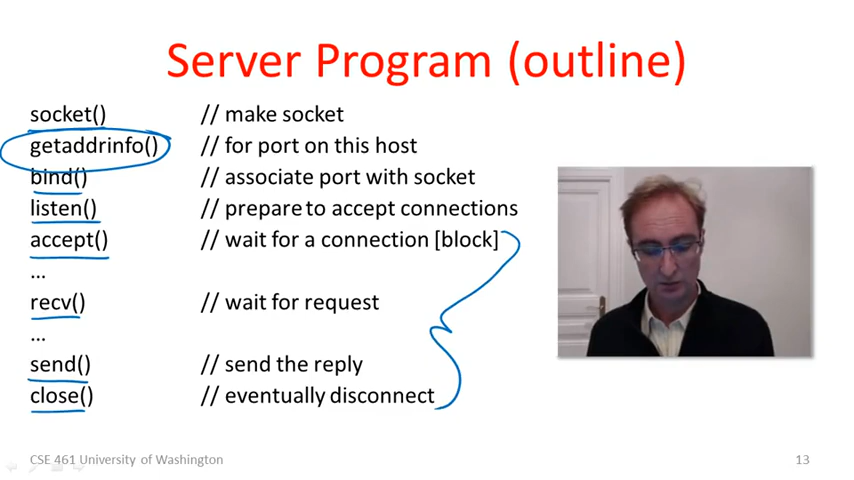 Server Program (outline)
socket() // make socket
getaddrinfo() // for port on this host
bind() // associate port with socket
listen() // prepare to accept connections
accept() // wait for a connection [block]
…
recv() // wait for request
…
send() // send the reply
close() // eventually disconnect
CSE 461 University of Washington 13